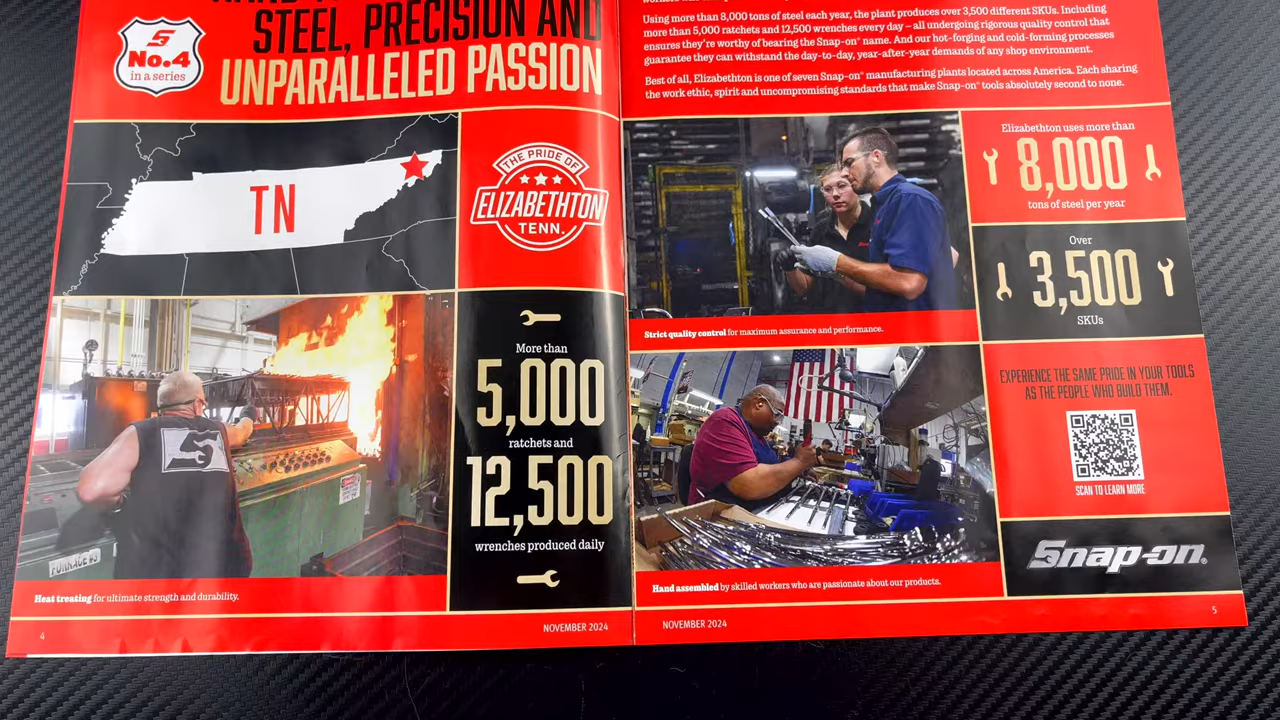 STEEL, PRECISION AND
UNPARALLELED PASSION
S
No.4
in a series
TN
THE PRIDE OF
ELIZABETHTON
TENN.
S
FURNACE #3
More than
5,000
ratchets and
12,500
wrenches produced daily
Heat treating for ultimate strength and durability.
4
NOVEMBER 2024
Using more than 8,000 tons of steel each year, the plant produces over 3,500 different SKUs. Including
more than 5,000 ratchets and 12,500 wrenches every day – all undergoing rigorous quality control that
ensures they're worthy of bearing the Snap-on® name. And our hot-forging and cold-forming processes
guarantee they can withstand the day-to-day, year-after-year demands of any shop environment.
Best of all, Elizabethton is one of seven Snap-on® manufacturing plants located across America. Each sharing
the work ethic, spirit and uncompromising standards that make Snap-on® tools absolutely second to none.
Strict quality control for maximum assurance and performance.
Elizabethton uses more than
8,000
tons of steel per year
Over
3,500
SKUs
EXPERIENCE THE SAME PRIDE IN YOUR TOOLS
AS THE PEOPLE WHO BUILD THEM.
SCAN TO LEARN MORE
Snap-on®
Hand assembled by skilled workers who are passionate about our products.
NOVEMBER 2024
5